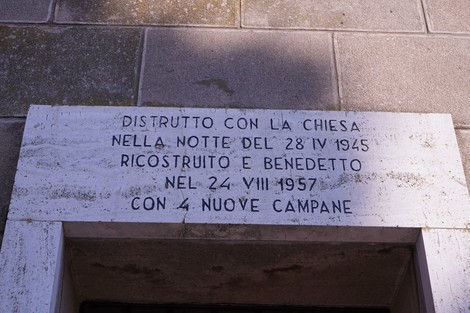 DISTRUTTO CON LA CHIESA
NELLA NOTTE DEL 28 IV 1945
RICOSTRUITO E BENEDETTO
NEL 24 VIII 1957
CON 4 NUOVE CAMPANE